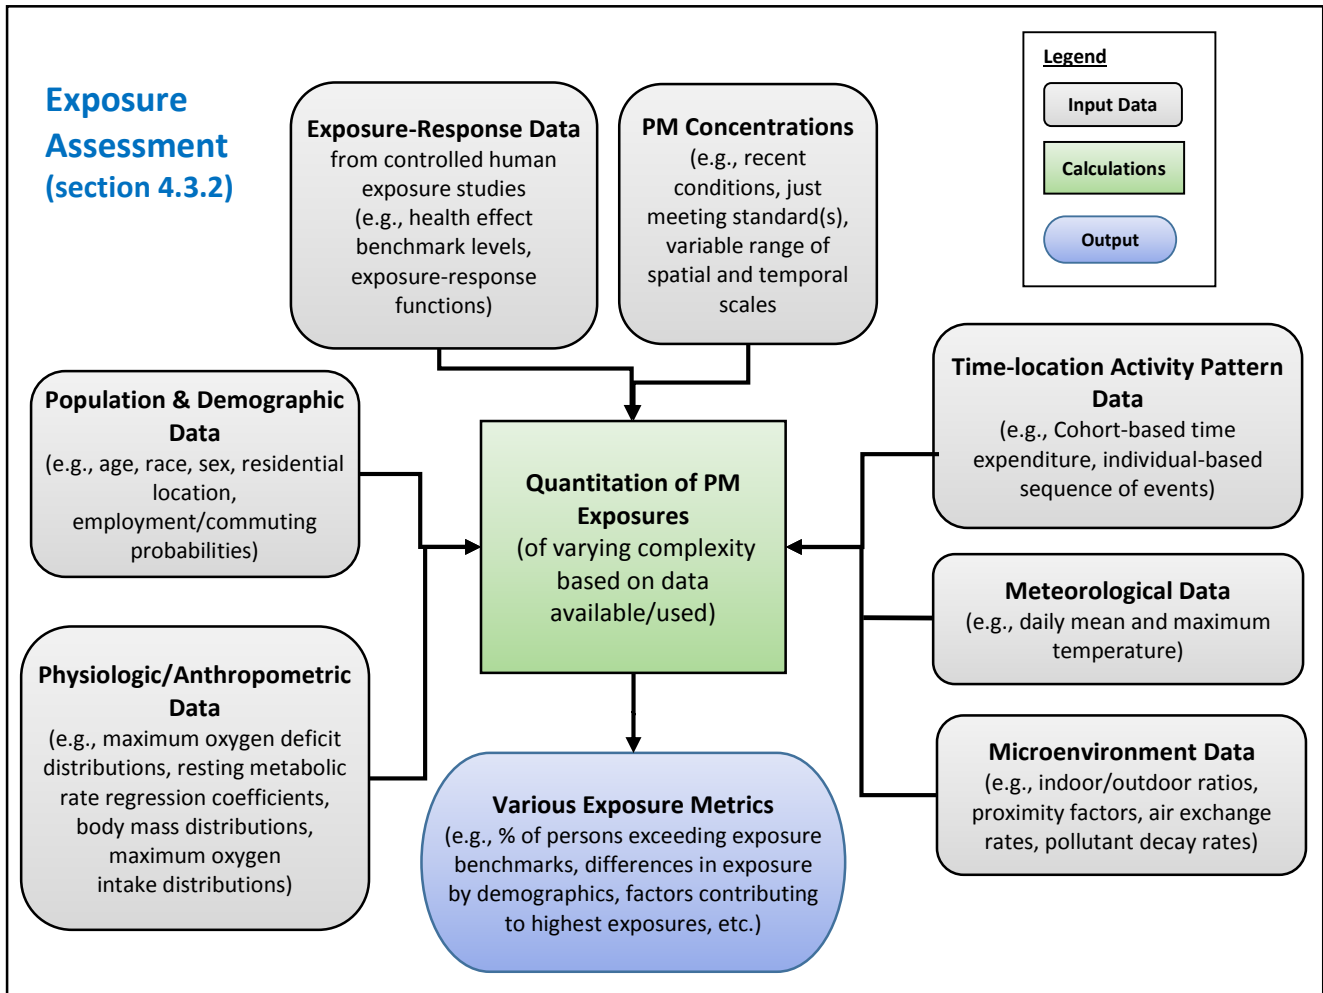 Exposure
Assessment
(section 4.3.2)
Exposure-Response Data
from controlled human
exposure studies
(e.g., health effect
benchmark levels,
exposure-response
functions)
PM Concentrations
(e.g., recent
conditions, just
meeting standard(s),
variable range of
spatial and temporal
scales
Legend
Input Data
Calculations
Output
Population & Demographic
Data
(e.g., age, race, sex, residential
location,
employment/commuting
probabilities)
Quantitation of PM
Exposures
(of varying complexity
based on data
available/used)
Time-location Activity Pattern
Data
(e.g., Cohort-based time
expenditure, individual-based
sequence of events)
Meteorological Data
(e.g., daily mean and maximum
temperature)
Physiologic/Anthropometric
Data
(e.g., maximum oxygen deficit
distributions, resting metabolic
rate regression coefficients,
body mass distributions,
maximum oxygen
intake distributions)
Microenvironment Data
(e.g., indoor/outdoor ratios,
proximity factors, air exchange
rates, pollutant decay rates)
Various Exposure Metrics
(e.g., % of persons exceeding exposure
benchmarks, differences in exposure
by demographics, factors contributing
to highest exposures, etc.)